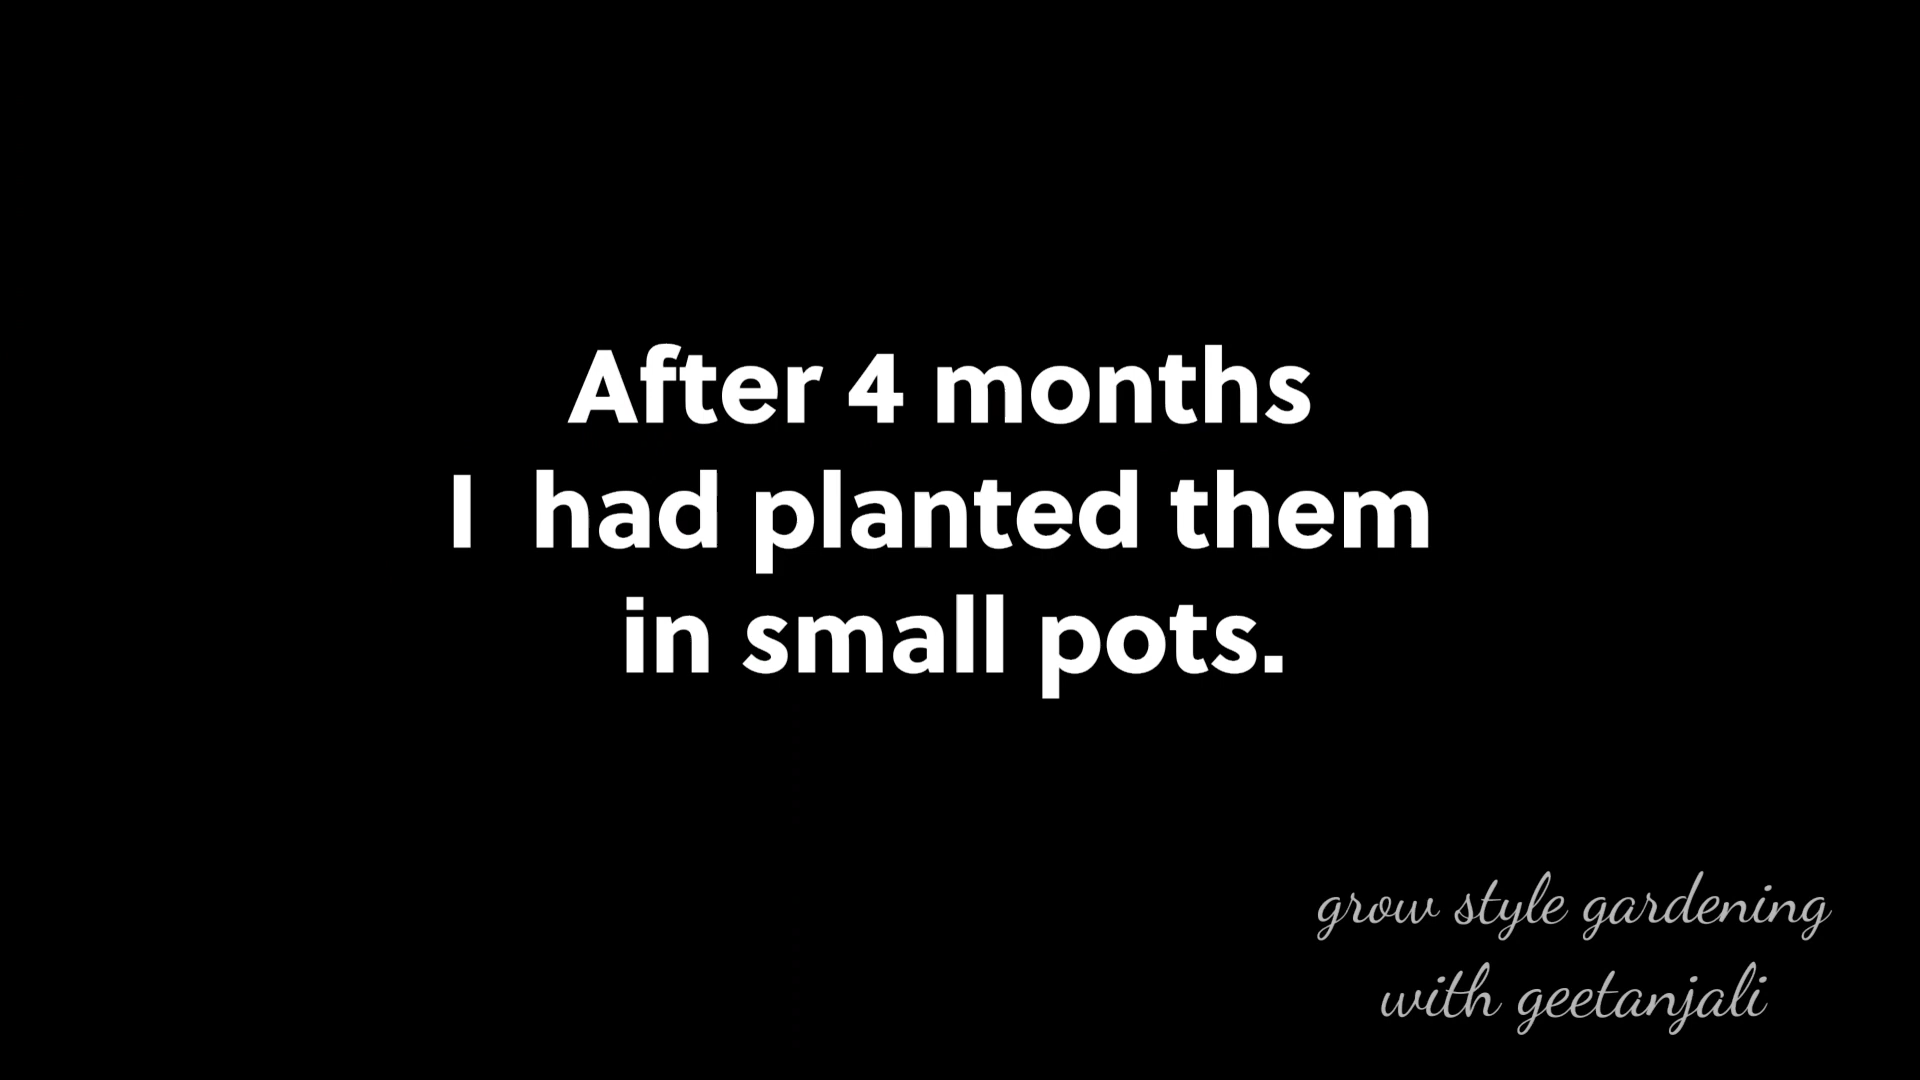 After 4 months
I  had planted them
in small pots.
grow style gardening
with geetanjali